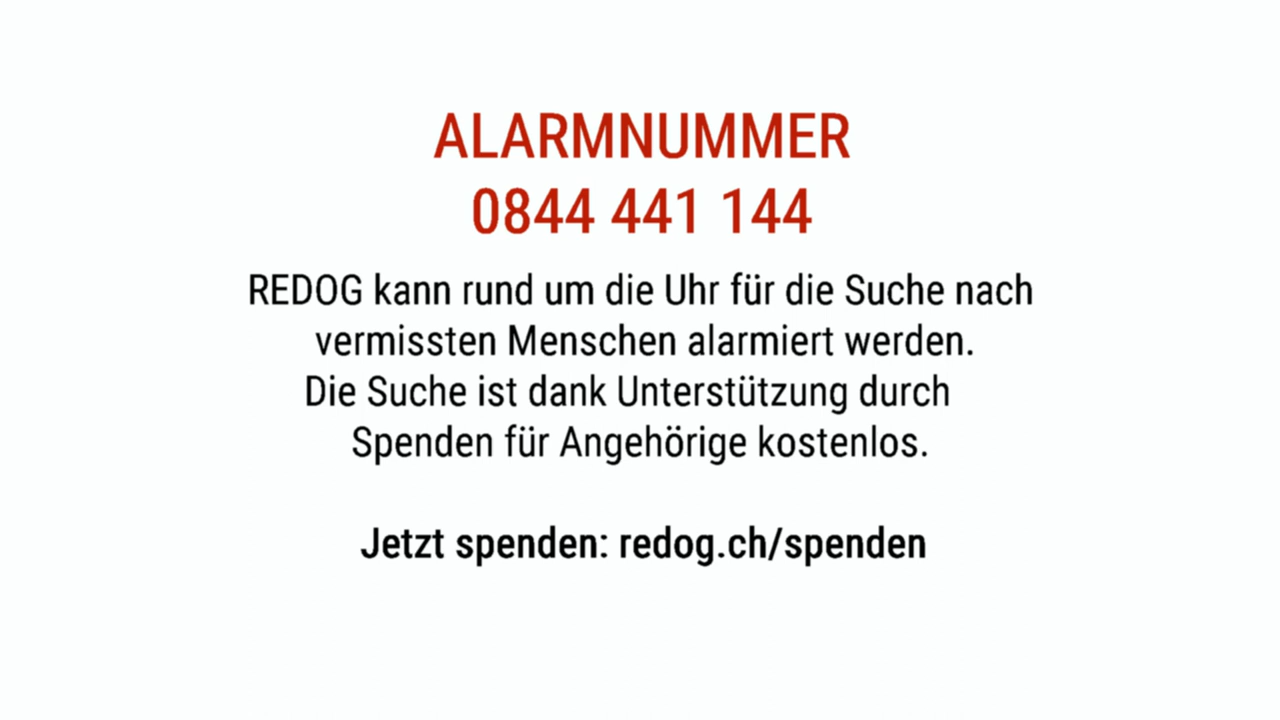 ALARMNUMMER
0844 441 144
REDOG kann rund um die Uhr für die Suche nach
vermissten Menschen alarmiert werden.
Die Suche ist dank Unterstützung durch
Spenden für Angehörige kostenlos.
Jetzt spenden: redog.ch/spenden